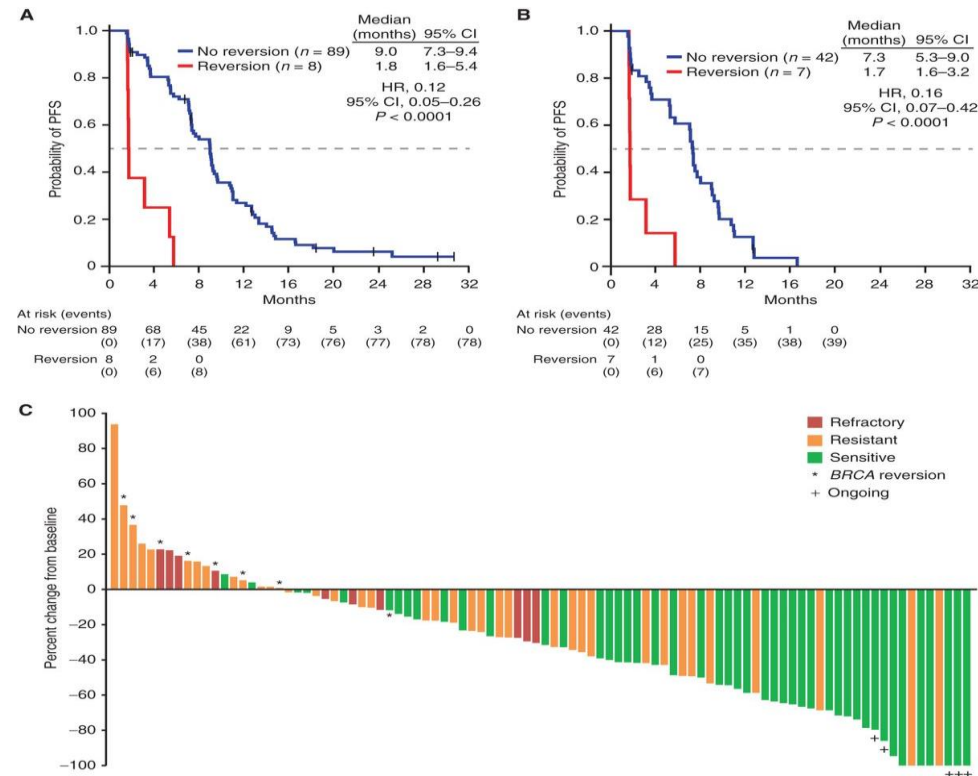 A
Median
(months) 95% CI
No reversion (n = 89) 9.0 7.3–9.4
Reversion (n = 8) 1.8 1.6–5.4
HR, 0.12
95% CI, 0.05–0.26
P < 0.0001
Probability of PFS
1.0
0.8
0.6
0.4
0.2
0
0 4 8 12 16 20 24 28 32
Months
At risk (events)
No reversion 89 68 45 22 9 5 3 2 0
(0) (17) (38) (61) (73) (76) (77) (78) (78)
Reversion 8 2 0
(0) (6) (8)
B
Median
(months) 95% CI
No reversion (n = 42) 7.3 5.3–9.0
Reversion (n = 7) 1.7 1.6–3.2
HR, 0.16
95% CI, 0.07–0.42
P < 0.0001
Probability of PFS
1.0
0.8
0.6
0.4
0.2
0
0 4 8 12 16 20 24 28 32
Months
At risk (events)
No reversion 42 28 15 5 1 0
(0) (12) (25) (35) (38) (39)
Reversion 7 1 0
(0) (6) (7)
C
Percent change from baseline
100
80
60
40
20
0
−20
−40
−60
−80
−100
Refractory
Resistant
Sensitive
* BRCA reversion
+ Ongoing